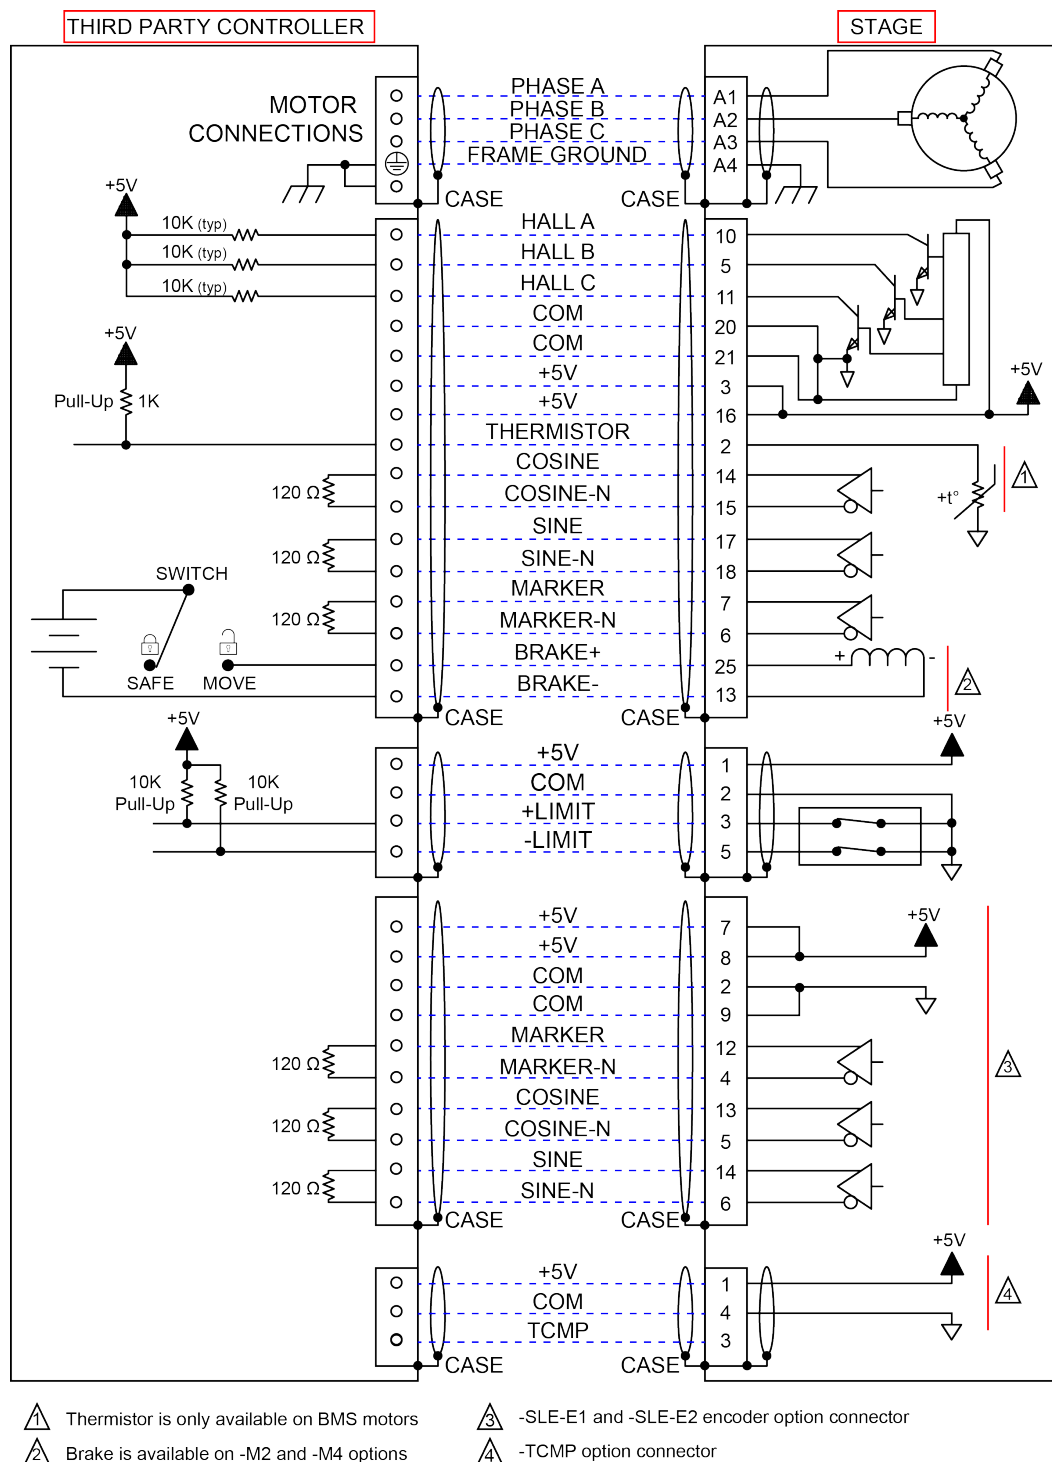 THIRD PARTY CONTROLLER
STAGE
MOTOR
CONNECTIONS
PHASE A
PHASE B
PHASE C
FRAME GROUND
A1
A2
A3
A4
CASE
CASE
+5V
10K (typ)
10K (typ)
10K (typ)
HALL A
10
HALL B
5
HALL C
11
COM
20
COM
21
+5V
3
+5V
16
+5V
+5V
Pull-Up
1K
THERMISTOR
2
COSINE
14
COSINE-N
15
120 Ω
+t°
1
SINE
17
SINE-N
18
120 Ω
MARKER
7
MARKER-N
6
120 Ω
SWITCH
SAFE
MOVE
BRAKE+
25
+
-
BRAKE-
13
2
CASE
CASE
+5V
10K
Pull-Up
10K
Pull-Up
+5V
1
+5V
COM
2
+LIMIT
3
-LIMIT
5
+5V
7
+5V
8
+5V
COM
2
COM
9
MARKER
12
MARKER-N
4
120 Ω
3
COSINE
13
COSINE-N
5
120 Ω
SINE
14
SINE-N
6
120 Ω
CASE
CASE
+5V
1
+5V
COM
4
TCMP
3
4
CASE
CASE
1 Thermistor is only available on BMS motors
2 Brake is available on -M2 and -M4 options
3 -SLE-E1 and -SLE-E2 encoder option connector
4 -TCMP option connector